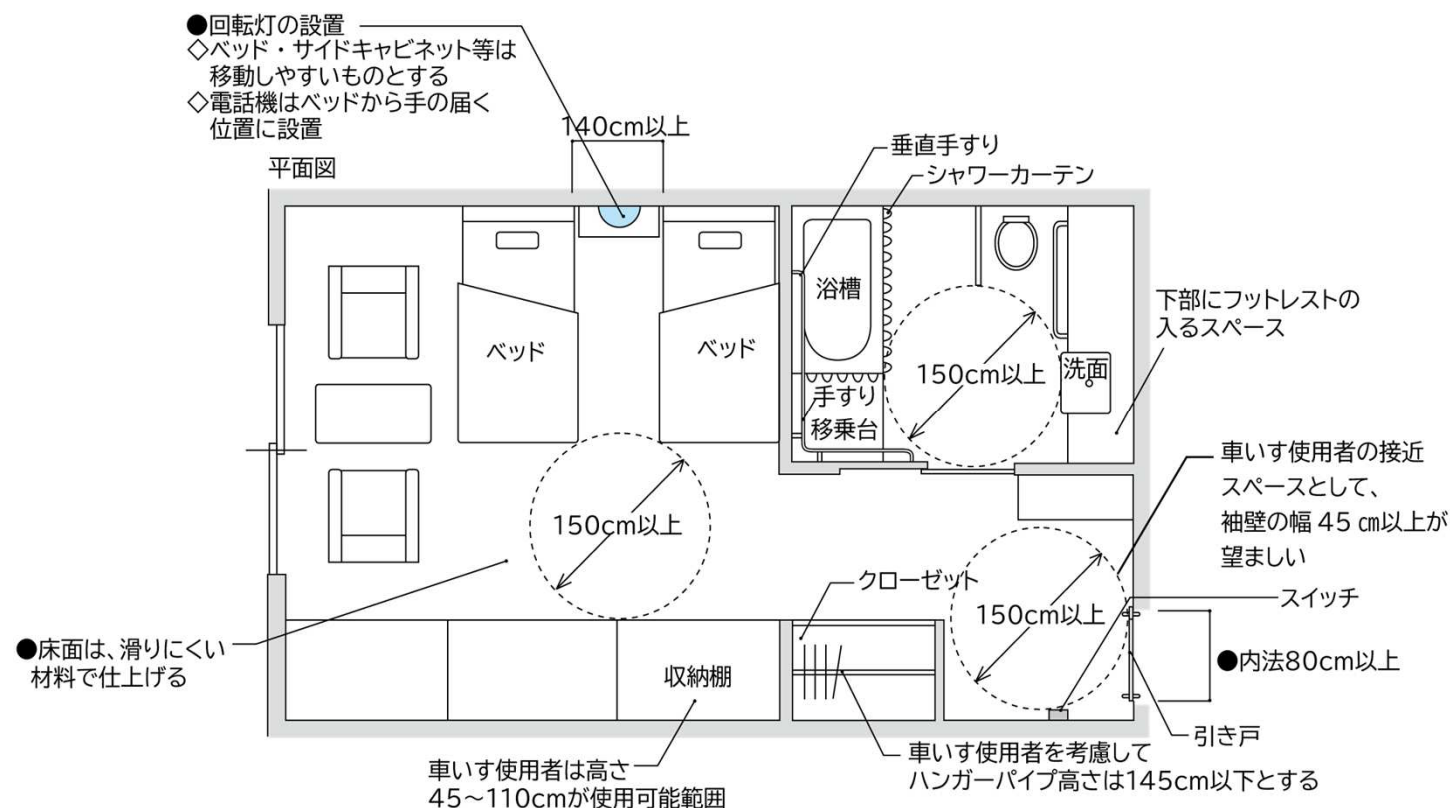 ●回転灯の設置
◇ベッド・サイドキャビネット等は
移動しやすいものとする
◇電話機はベッドから手の届く
位置に設置
140cm以上
平面図
垂直手すり
シャワーカーテン
浴槽
下部にフットレストの
入るスペース
ベッド
ベッド
150cm以上
洗面
手すり
移乗台
車いす使用者の接近
スペースとして、
袖壁の幅 45 ㎝以上が
望ましい
150cm以上
クローゼット
150cm以上
スイッチ
●床面は、滑りにくい
材料で仕上げる
収納棚
●内法80cm以上
引き戸
車いす使用者は高さ
45～110cmが使用可能範囲
車いす使用者を考慮して
ハンガーパイプ高さは145cm以下とする